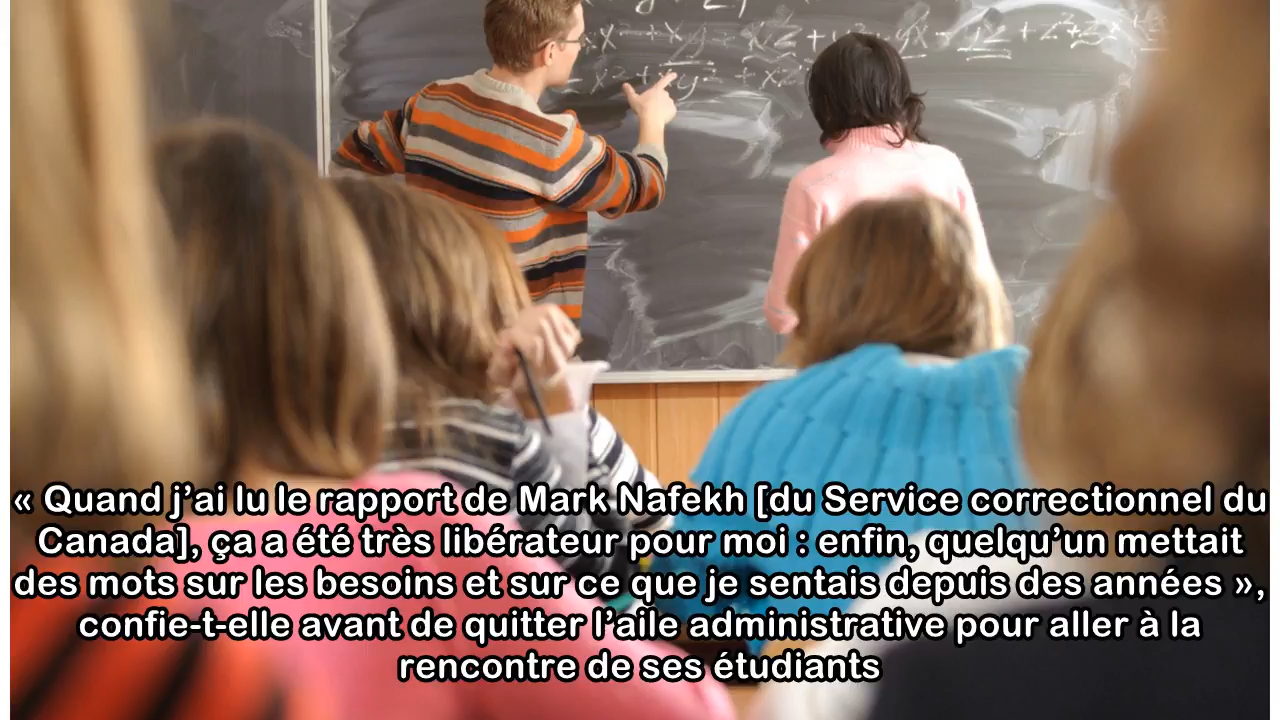 « Quand j’ai lu le rapport de Mark Nafekh [du Service correctionnel du
Canada], ça a été très libérateur pour moi : enfin, quelqu’un mettait
des mots sur les besoins et sur ce que je sentais depuis des années »,
confie-t-elle avant de quitter l’aile administrative pour aller à la
rencontre de ses étudiants